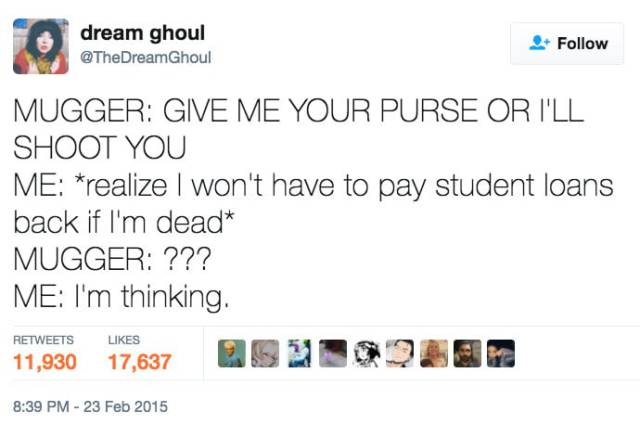 dream ghoul
@TheDreamGhoul
Follow
MUGGER: GIVE ME YOUR PURSE OR I'LL
SHOOT YOU
ME: *realize I won't have to pay student loans
back if I'm dead*
MUGGER: ???
ME: I'm thinking.
RETWEETS LIKES
11,930 17,637
8:39 PM - 23 Feb 2015